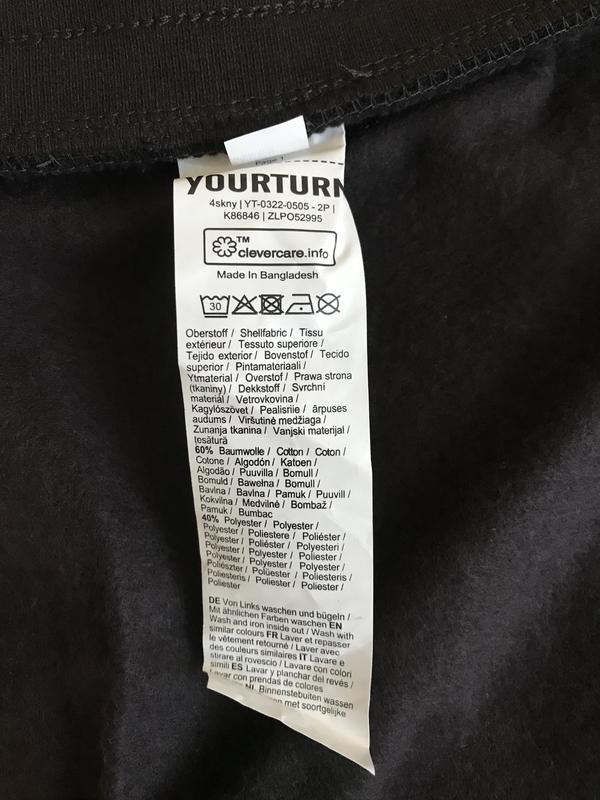 Page 1
YOURTURN
4skny | YT-0322-0505 - 2P |
K86846 | ZLPO52995
TM
clevercare.info
Made In Bangladesh
30
Oberstoff / Shellfabric / Tissu
extérieur / Tessuto superiore /
Tejido exterior / Bovenstof / Tecido
superior / Pintamateriaali /
Ytmaterial / Overstof / Prawa strona
(tkaniny) / Dekkstoff / Svrchní
materiál / Vetrovkovina /
Kagylószövet / Pealisriie / ārpuses
audums / Viršutinė medžiaga /
Zunanja tkanina / Vanjski materijal /
țesătură
60% Baumwolle / Cotton / Coton /
Cotone / Algodón / Katoen /
Algodão / Puuvilla / Bomull /
Bomuld / Bawełna / Bomull /
Bavlna / Bavlna / Pamuk / Puuvill /
Kokvilna / Medvilnė / Bombaž /
Pamuk / Bumbac
40% Polyester / Polyester /
Polyester / Poliestere / Poliéster /
Polyester / Poliéster / Polyesteri /
Polyester / Polyester / Poliester /
Polyester / Polyester / Polyester /
Poliészter / Polüester / Poliesteris /
Poliesteris / Poliester / Poliester /
Poliester
DE Von Links waschen und bügeln /
Mit ähnlichen Farben waschen EN
Wash and iron inside out / Wash with
similar colours FR Laver et repasser
le vêtement retourné / Laver avec
des couleurs similaires IT Lavare e
stirare al rovescio / Lavare con colori
simili ES Lavar y planchar del revés /
Lavar con prendas de colores
NL Binnenstebuiten wassen
en met soortgelijke